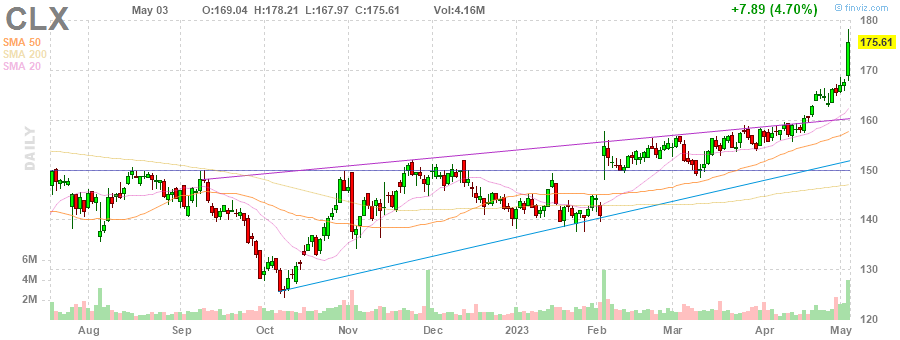 CLX May 03 O:169.04 H:178.21 L:167.97 C:175.61 Vol:4.16M +7.89 (4.70%) © finviz.com
SMA 50
SMA 200
SMA 20
DAILY
180
175.61
170
160
150
140
130
120
6M
4M
2M
Aug Sep Oct Nov Dec 2023 Feb Mar Apr May